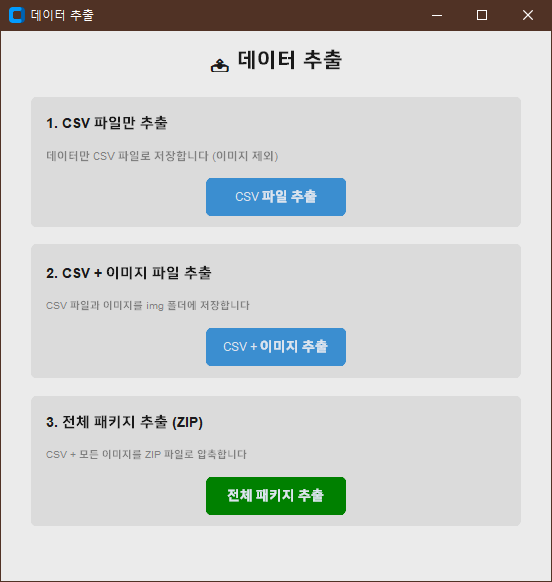 데이터 추출
데이터 추출
1. CSV 파일만 추출
데이터만 CSV 파일로 저장합니다 (이미지 제외)
CSV 파일 추출
2. CSV + 이미지 파일 추출
CSV 파일과 이미지를 img 폴더에 저장합니다
CSV + 이미지 추출
3. 전체 패키지 추출 (ZIP)
CSV + 모든 이미지를 ZIP 파일로 압축합니다
전체 패키지 추출